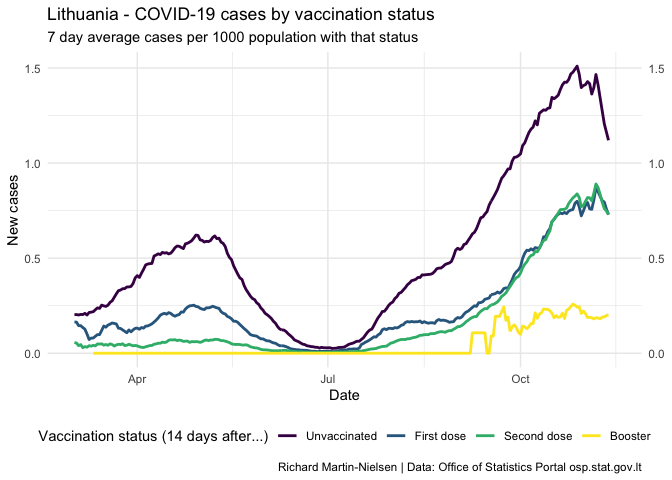 Lithuania - COVID-19 cases by vaccination status
7 day average cases per 1000 population with that status
1.5
1.0
0.5
0.0
New cases
1.5
1.0
0.5
0.0
Apr
Jul
Oct
Date
Vaccination status (14 days after...) Unvaccinated First dose Second dose Booster
Richard Martin-Nielsen | Data: Office of Statistics Portal osp.stat.gov.lt